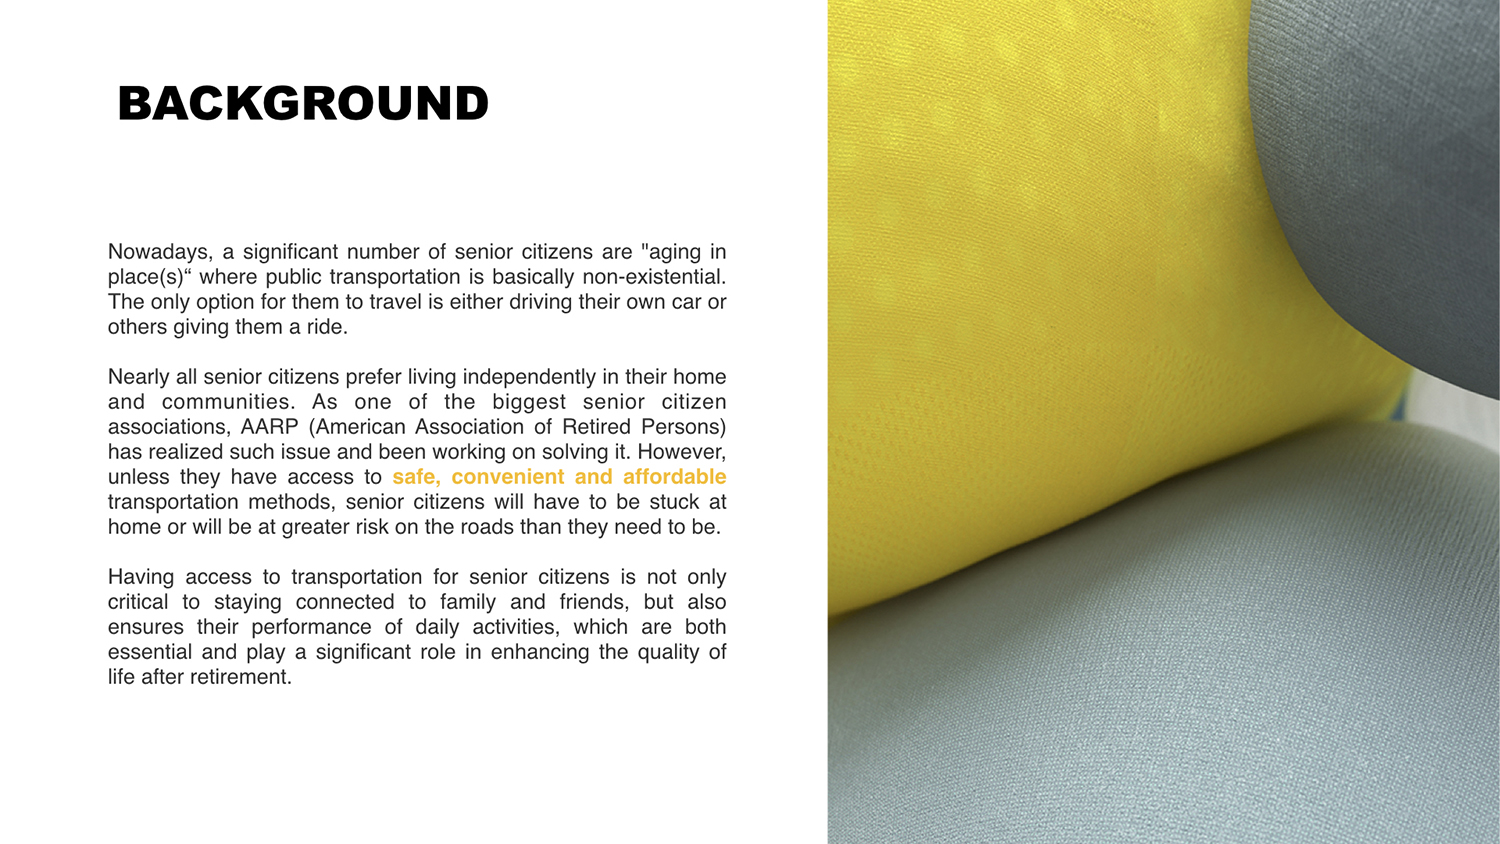 BACKGROUND
Nowadays, a significant number of senior citizens are "aging in
place(s)“ where public transportation is basically non-existential.
The only option for them to travel is either driving their own car or
others giving them a ride.
Nearly all senior citizens prefer living independently in their home
and communities. As one of the biggest senior citizen
associations, AARP (American Association of Retired Persons)
has realized such issue and been working on solving it. However,
unless they have access to safe, convenient and affordable
transportation methods, senior citizens will have to be stuck at
home or will be at greater risk on the roads than they need to be.
Having access to transportation for senior citizens is not only
critical to staying connected to family and friends, but also
ensures their performance of daily activities, which are both
essential and play a significant role in enhancing the quality of
life after retirement.